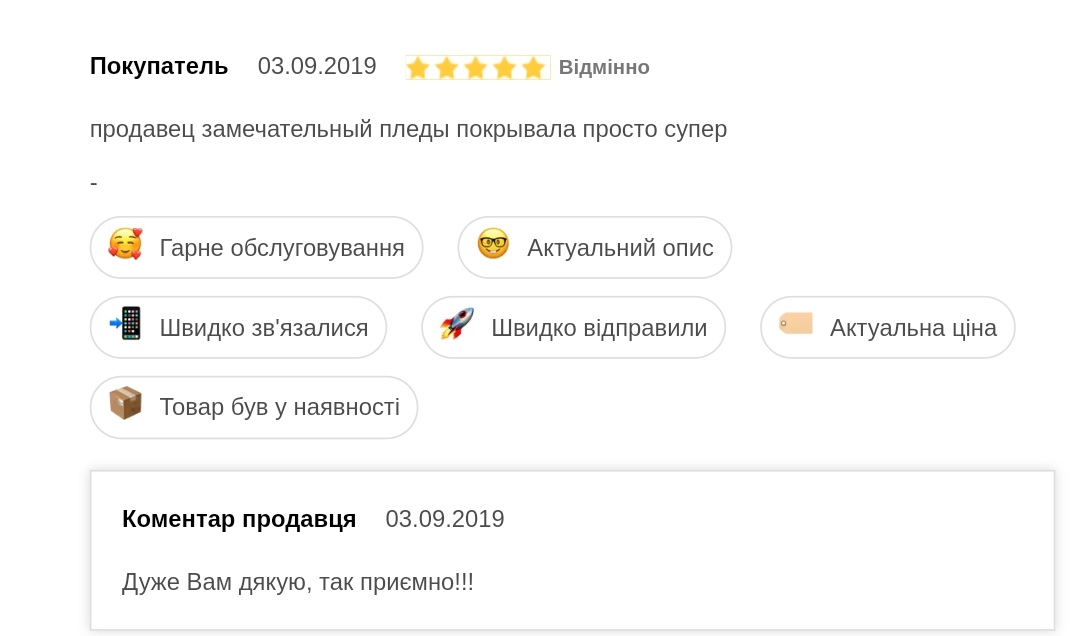 Покупатель 03.09.2019 Відмінно
продавец замечательный пледы покрывала просто супер
-
Гарне обслуговування Актуальний опис
Швидко зв'язалися Швидко відправили Актуальна ціна
Товар був у наявності
Коментар продавця 03.09.2019
Дуже Вам дякую, так приємно!!!